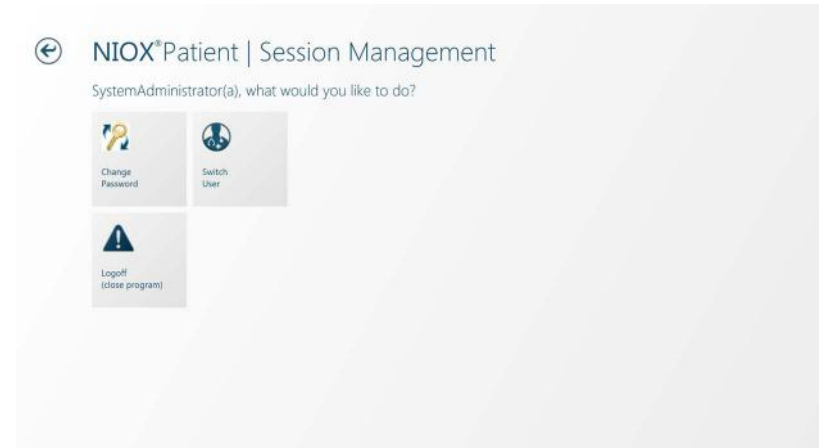 NIOX®Patient | Session Management
SystemAdministrator(a), what would you like to do?
Change
Password
Switch
User
Logoff
(close program)